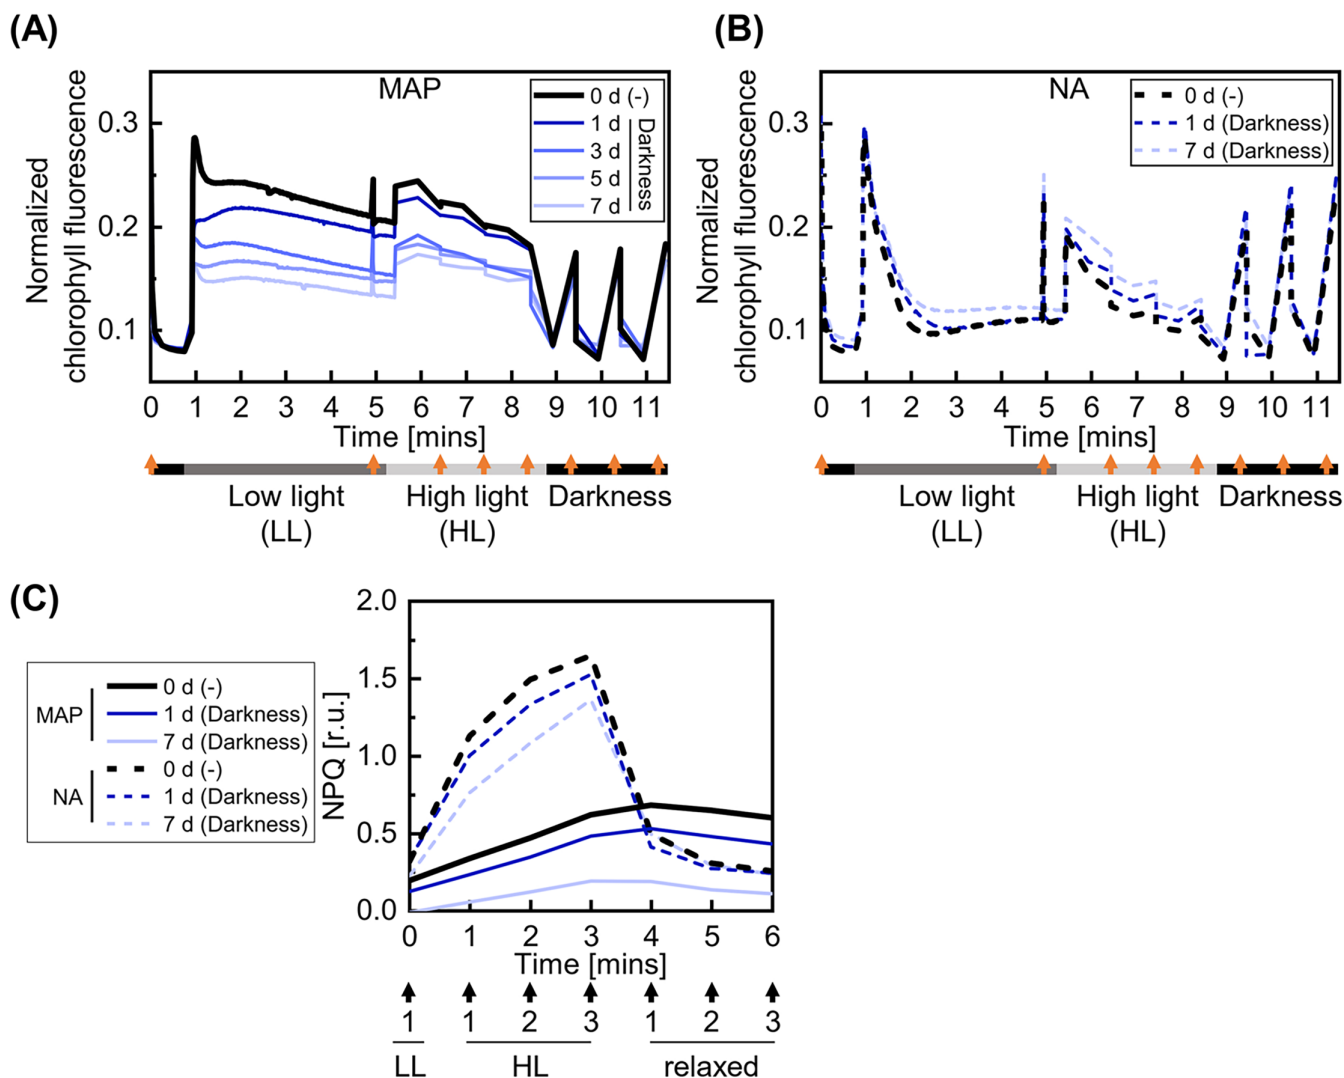 (A)
Normalized
chlorophyll fluorescence
MAP
0 d (-)
1 d
3 d
5 d
7 d
Darkness
0.3
0.2
0.1
0 1 2 3 4 5 6 7 8 9 10 11
Time [mins]
Low light
(LL)
High light
(HL)
Darkness
(B)
Normalized
chlorophyll fluorescence
NA
0 d (-)
1 d (Darkness)
7 d (Darkness)
0.3
0.2
0.1
0 1 2 3 4 5 6 7 8 9 10 11
Time [mins]
Low light
(LL)
High light
(HL)
Darkness
(C)
MAP
0 d (-)
1 d (Darkness)
7 d (Darkness)
NA
0 d (-)
1 d (Darkness)
7 d (Darkness)
NPQ [r.u.]
2.0
1.5
1.0
0.5
0.0
0 1 2 3 4 5 6
Time [mins]
1 1 2 3 1 2 3
LL HL relaxed